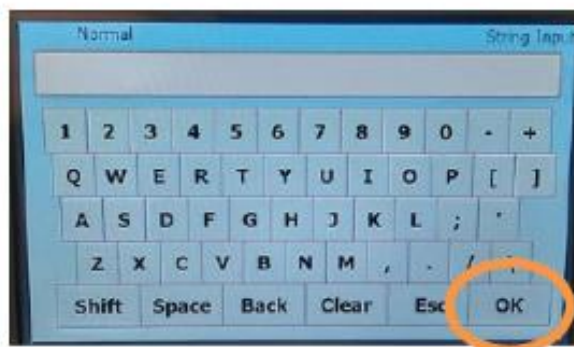 Normal String Input
1 2 3 4 5 6 7 8 9 0 - +
Q W E R T Y U I O P [ ]
A S D F G H J K L ; '
Z X C V B N M , . /
Shift Space Back Clear Esc OK